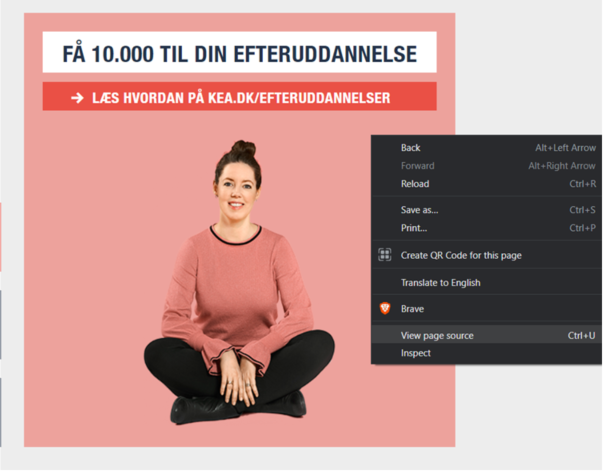 FÅ 10.000 TIL DIN EFTERUDDANNELSE
→ LÆS HVORDAN PÅ KEA.DK/EFTERUDDANNELSER
Back Alt+Left Arrow
Forward Alt+Right Arrow
Reload Ctrl+R
Save as... Ctrl+S
Print... Ctrl+P
Create QR Code for this page
Translate to English
Brave
View page source Ctrl+U
Inspect